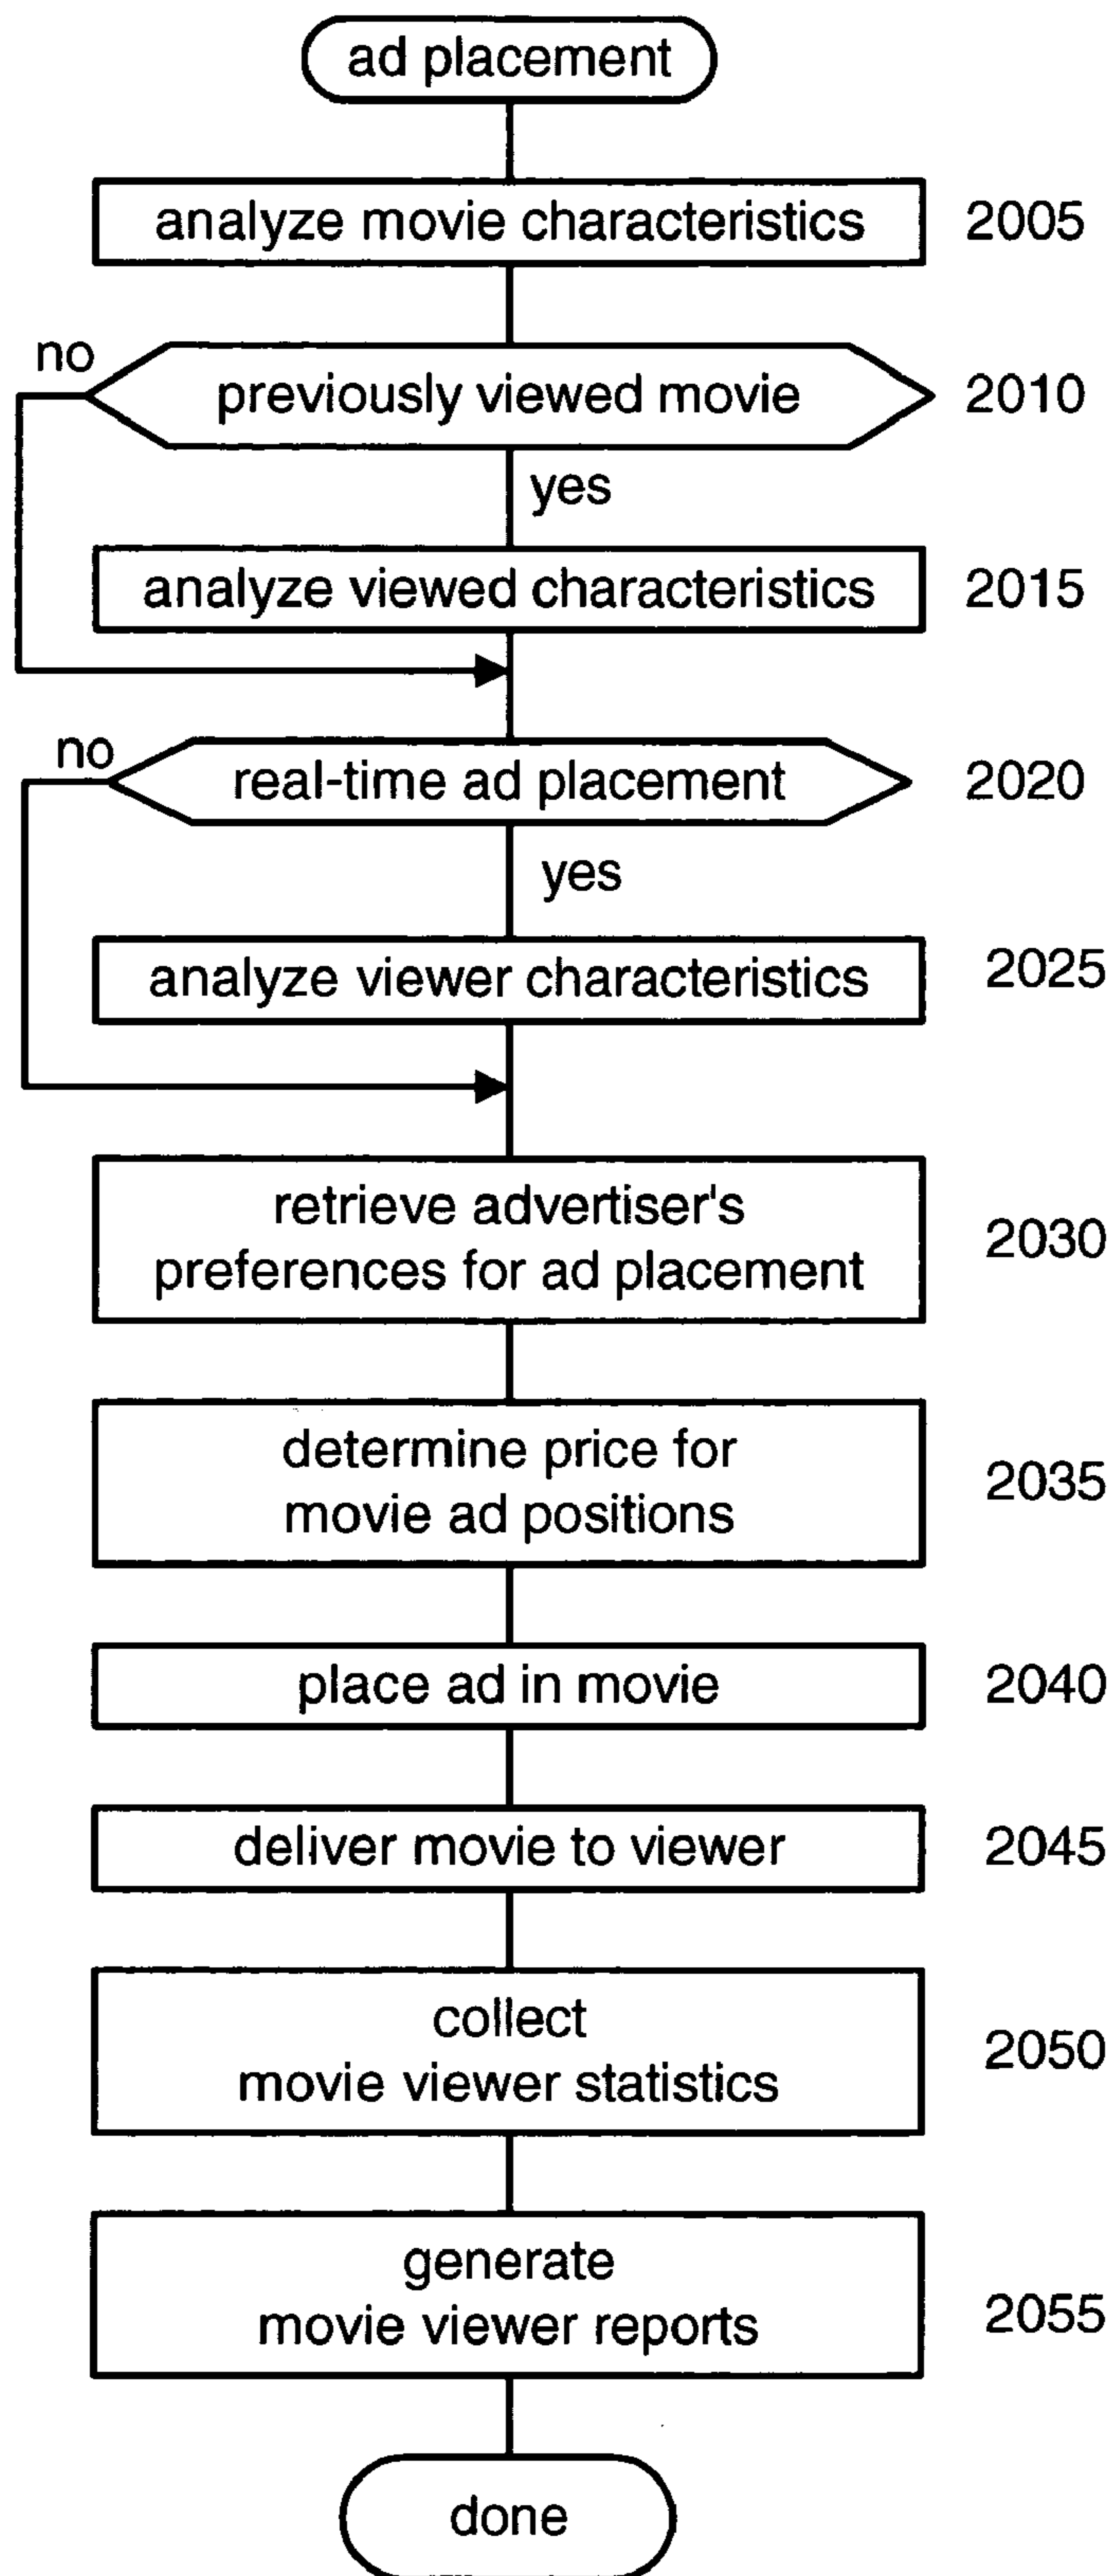 ad placement
analyze movie characteristics 2005
no
previously viewed movie 2010
yes
analyze viewed characteristics 2015
no
real-time ad placement 2020
yes
analyze viewer characteristics 2025
retrieve advertiser's
preferences for ad placement 2030
determine price for
movie ad positions 2035
place ad in movie 2040
deliver movie to viewer 2045
collect
movie viewer statistics 2050
generate
movie viewer reports 2055
done